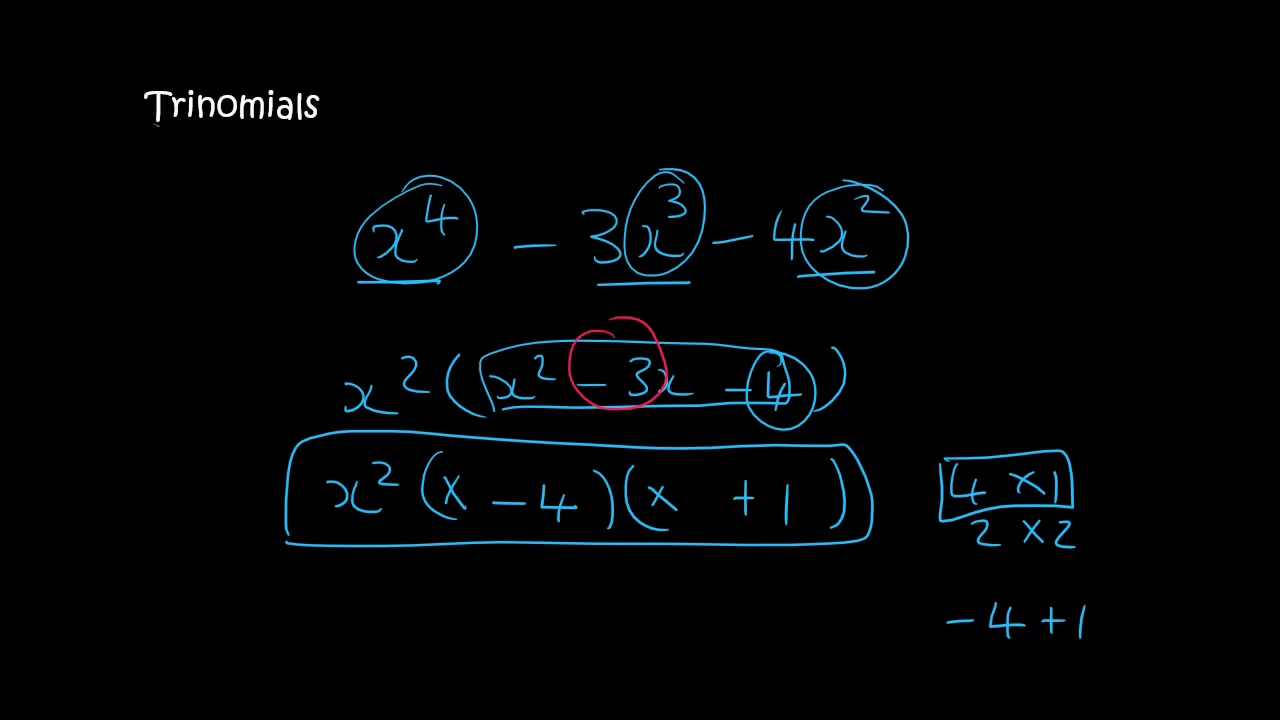 Trinomials
x⁴ – 3x³ – 4x²
x²(x² – 3x – 4)
x²(x – 4)(x + 1)
4 × 1
2 × 2
– 4 + 1